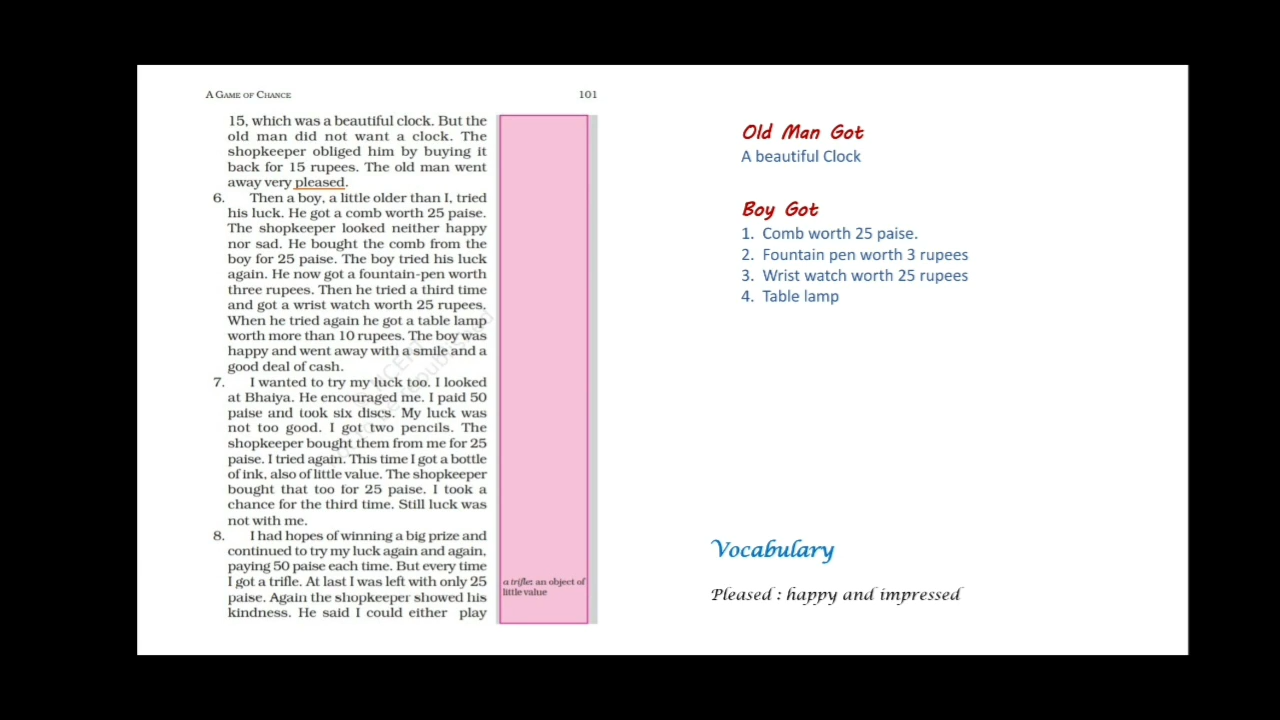 A GAME OF CHANCE 101
15, which was a beautiful clock. But the
old man did not want a clock. The
shopkeeper obliged him by buying it
back for 15 rupees. The old man went
away very pleased.
6. Then a boy, a little older than I, tried
his luck. He got a comb worth 25 paise.
The shopkeeper looked neither happy
nor sad. He bought the comb from the
boy for 25 paise. The boy tried his luck
again. He now got a fountain-pen worth
three rupees. Then he tried a third time
and got a wrist watch worth 25 rupees.
When he tried again he got a table lamp
worth more than 10 rupees. The boy was
happy and went away with a smile and a
good deal of cash.
7. I wanted to try my luck too. I looked
at Bhaiya. He encouraged me. I paid 50
paise and took six discs. My luck was
not too good. I got two pencils. The
shopkeeper bought them from me for 25
paise. I tried again. This time I got a bottle
of ink, also of little value. The shopkeeper
bought that too for 25 paise. I took a
chance for the third time. Still luck was
not with me.
8. I had hopes of winning a big prize and
continued to try my luck again and again,
paying 50 paise each time. But every time
I got a trifle. At last I was left with only 25
paise. Again the shopkeeper showed his
kindness. He said I could either play
a trifle: an object of
little value
Old Man Got
A beautiful Clock
Boy Got
1. Comb worth 25 paise.
2. Fountain pen worth 3 rupees
3. Wrist watch worth 25 rupees
4. Table lamp
Vocabulary
Pleased : happy and impressed